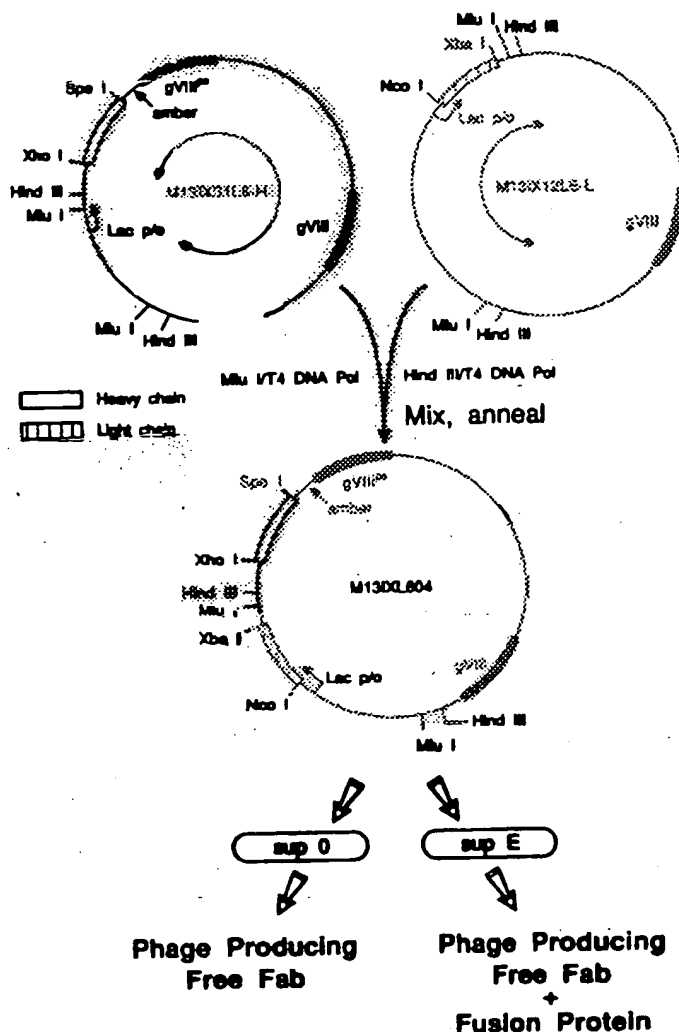 Spe I
gVIII
amber
Xho I
Hind III
Mlu I
Lac p/o
gVIII
Mlu I
Hind III
Mlu I
Hind III
Xba I
Nco I
Lac p/o
gVIII
Mlu I
Hind III
Mlu I/T4 DNA Pol
Hind III/T4 DNA Pol
Mix, anneal
Heavy chain
Light chain
Spe I
gVIII
amber
Xho I
Hind III
Mlu I
Xba I
M13IXL604
gVIII
Lac p/o
Nco I
Hind III
Mlu I
sup O
sup E
Phage Producing
Free Fab
Phage Producing
Free Fab
+
Fusion Protein